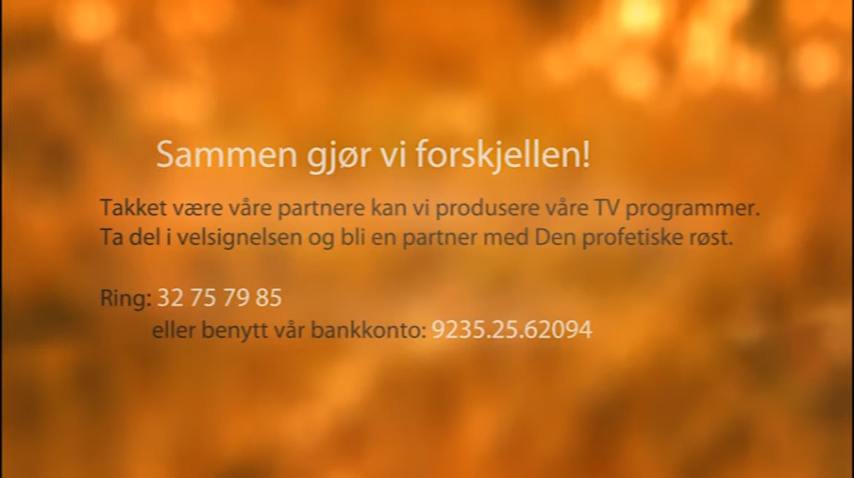 Sammen gjør vi forskjellen!
Takket være våre partnere kan vi produsere våre TV programmer.
Ta del i velsignelsen og bli en partner med Den profetiske røst.
Ring: 32 75 79 85
eller benytt vår bankkonto: 9235.25.62094